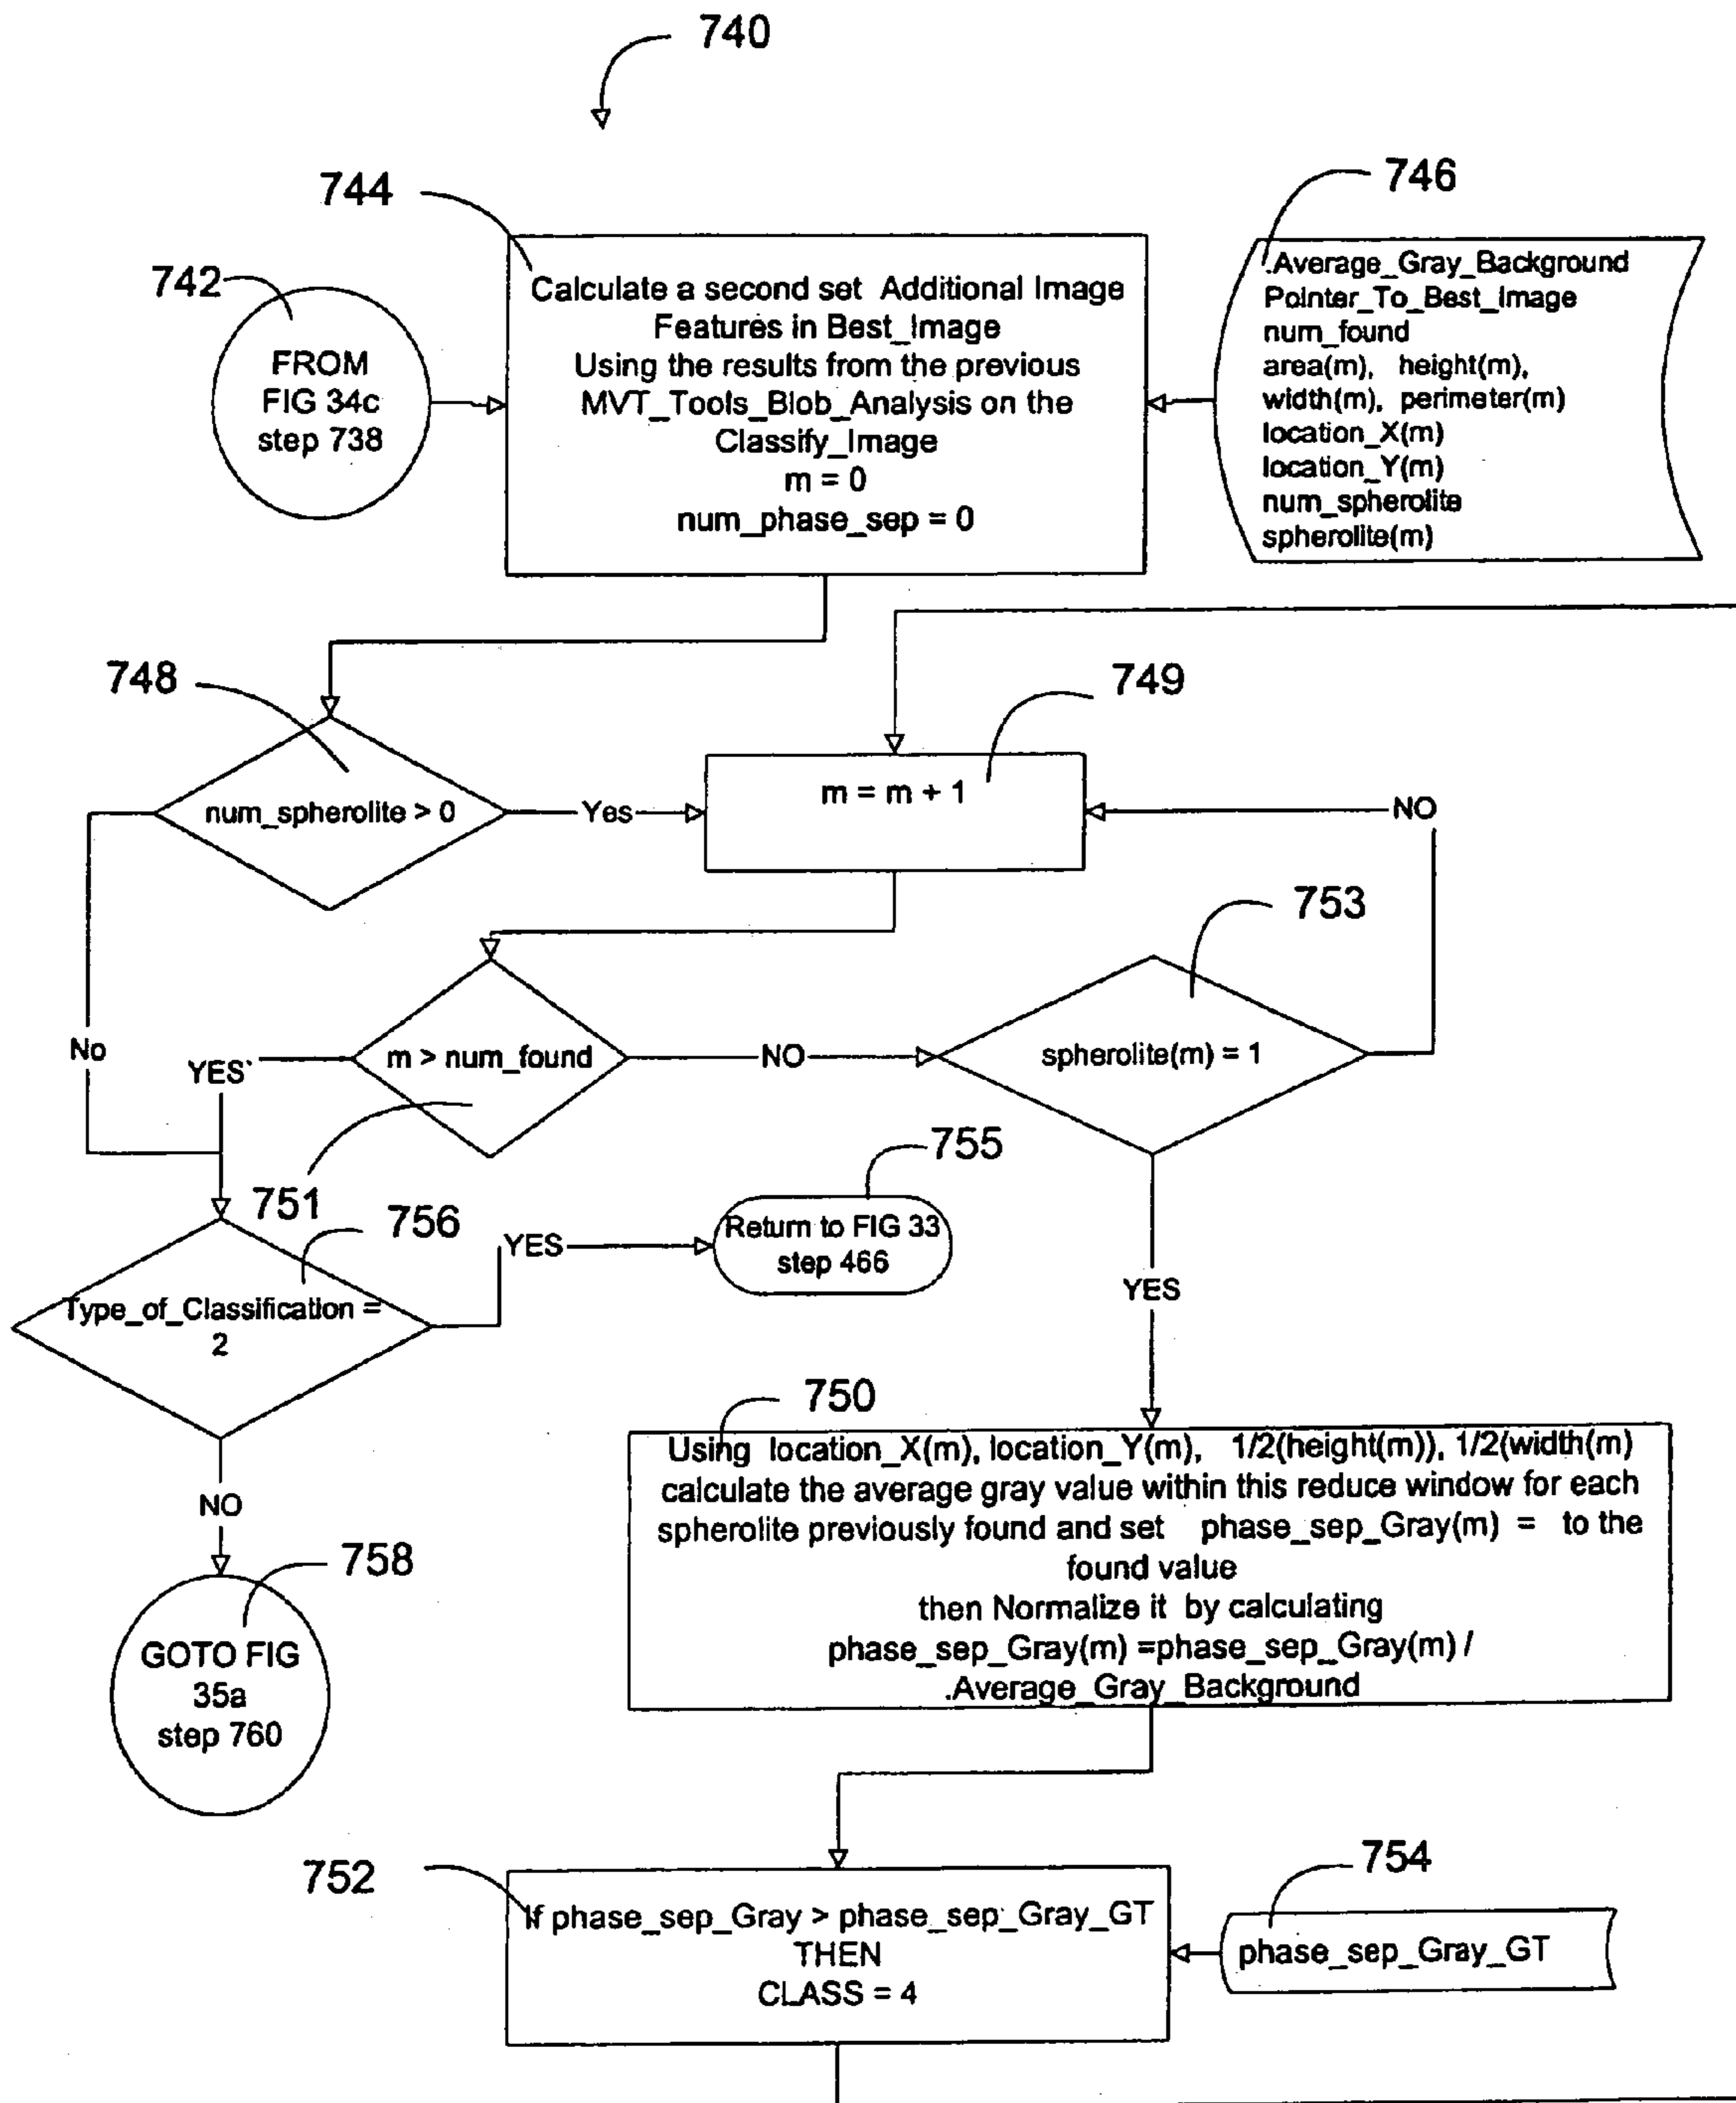 740
744
746
742
Calculate a second set Additional Image
Features in Best_Image
Using the results from the previous
MVT_Tools_Blob_Analysis on the
Classify_Image
m = 0
num_phase_sep = 0
.Average_Gray_Background
Pointer_To_Best_Image
num_found
area(m), height(m),
width(m), perimeter(m)
location_X(m)
location_Y(m)
num_spherolite
spherolite(m)
FROM
FIG 34c
step 738
748
749
num_spherolite > 0
Yes
m = m + 1
NO
753
No
YES
m > num_found
NO
spherolite(m) = 1
751
755
756
Return to FIG 33
step 466
YES
Type_of_Classification =
2
YES
750
NO
Using location_X(m), location_Y(m), 1/2(height(m)), 1/2(width(m)
calculate the average gray value within this reduce window for each
spherolite previously found and set phase_sep_Gray(m) = to the
found value
then Normalize it by calculating
phase_sep_Gray(m) =phase_sep_Gray(m) /
.Average_Gray_Background
758
GOTO FIG
35a
step 760
752
754
If phase_sep_Gray > phase_sep_Gray_GT
THEN
CLASS = 4
phase_sep_Gray_GT